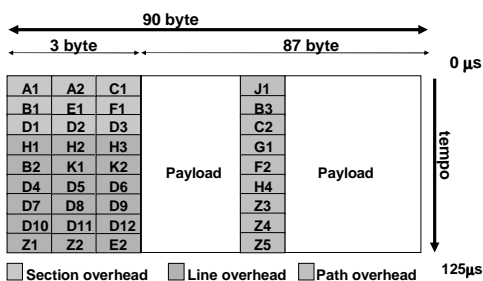 90 byte
3 byte 87 byte
0 µs
A1 A2 C1 J1
B1 E1 F1 B3
D1 D2 D3 C2
H1 H2 H3 G1
B2 K1 K2 Payload F2 Payload
D4 D5 D6 H4
D7 D8 D9 Z3
D10 D11 D12 Z4
Z1 Z2 E2 Z5
tempo
125µs
Section overhead Line overhead Path overhead